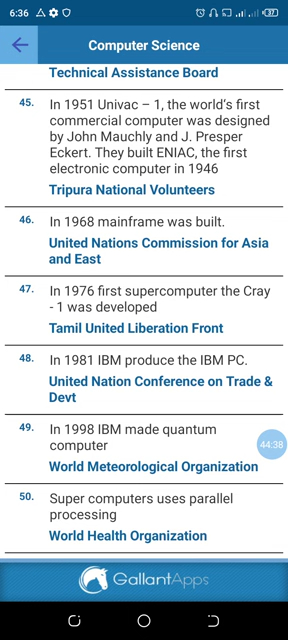 6:36
37
Computer Science
Technical Assistance Board
45. In 1951 Univac – 1, the world's first
commercial computer was designed
by John Mauchly and J. Presper
Eckert. They built ENIAC, the first
electronic computer in 1946
Tripura National Volunteers
46. In 1968 mainframe was built.
United Nations Commission for Asia
and East
47. In 1976 first supercomputer the Cray
- 1 was developed
Tamil United Liberation Front
48. In 1981 IBM produce the IBM PC.
United Nation Conference on Trade &
Devt
49. In 1998 IBM made quantum
computer
44:38
World Meteorological Organization
50. Super computers uses parallel
processing
World Health Organization
GallantApps